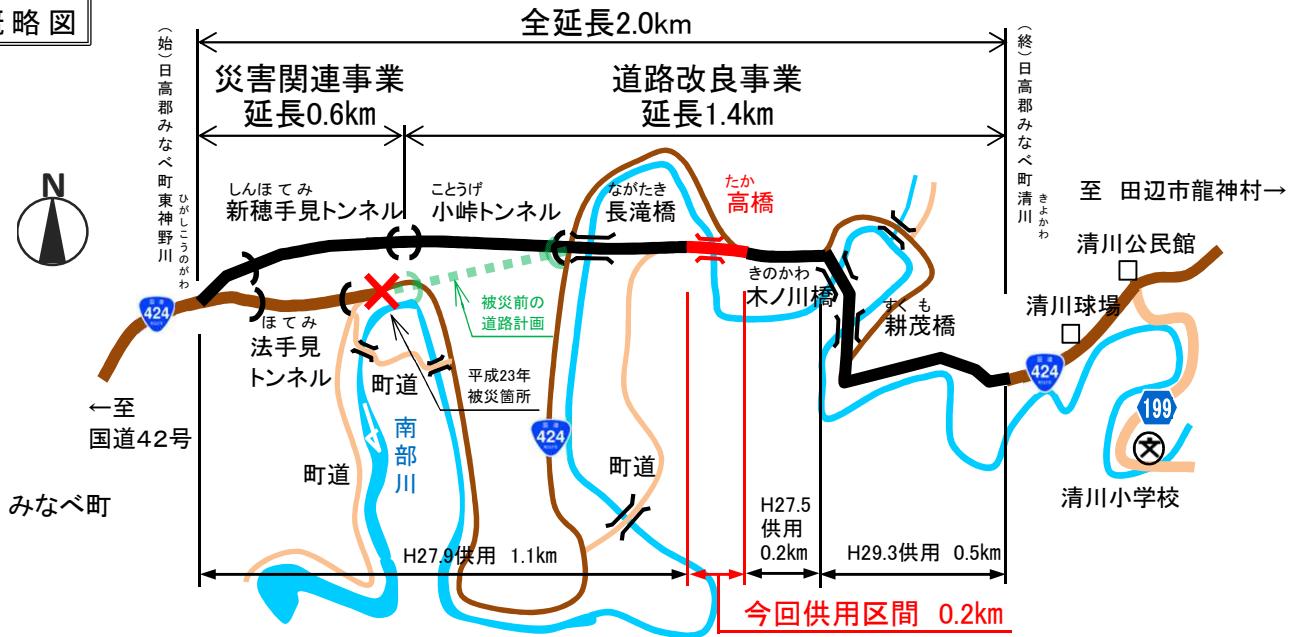 略図
全延長2.0km
災害関連事業
延長0.6km
道路改良事業
延長1.4km
（始）日高郡みなべ町東神野川
ひがしこうのがわ
（終）日高郡みなべ町清川
きよかわ
N
しんほてみ
新穂手見トンネル
ことうげ
小峠トンネル
ながたき
長滝橋
たか
高橋
至 田辺市龍神村→
清川公民館
きのかわ
木ノ川橋
すくも
耕茂橋
清川球場
国道
424
ROUTE
ほてみ
法手見
トンネル
被災前の
道路計画
平成23年
被災箇所
町道
←至
国道42号
南部川
国道
424
ROUTE
町道
町道
国道
424
ROUTE
199
文
清川小学校
みなべ町
H27.9供用 1.1km
H27.5
供用
0.2km
H29.3供用 0.5km
今回供用区間 0.2km